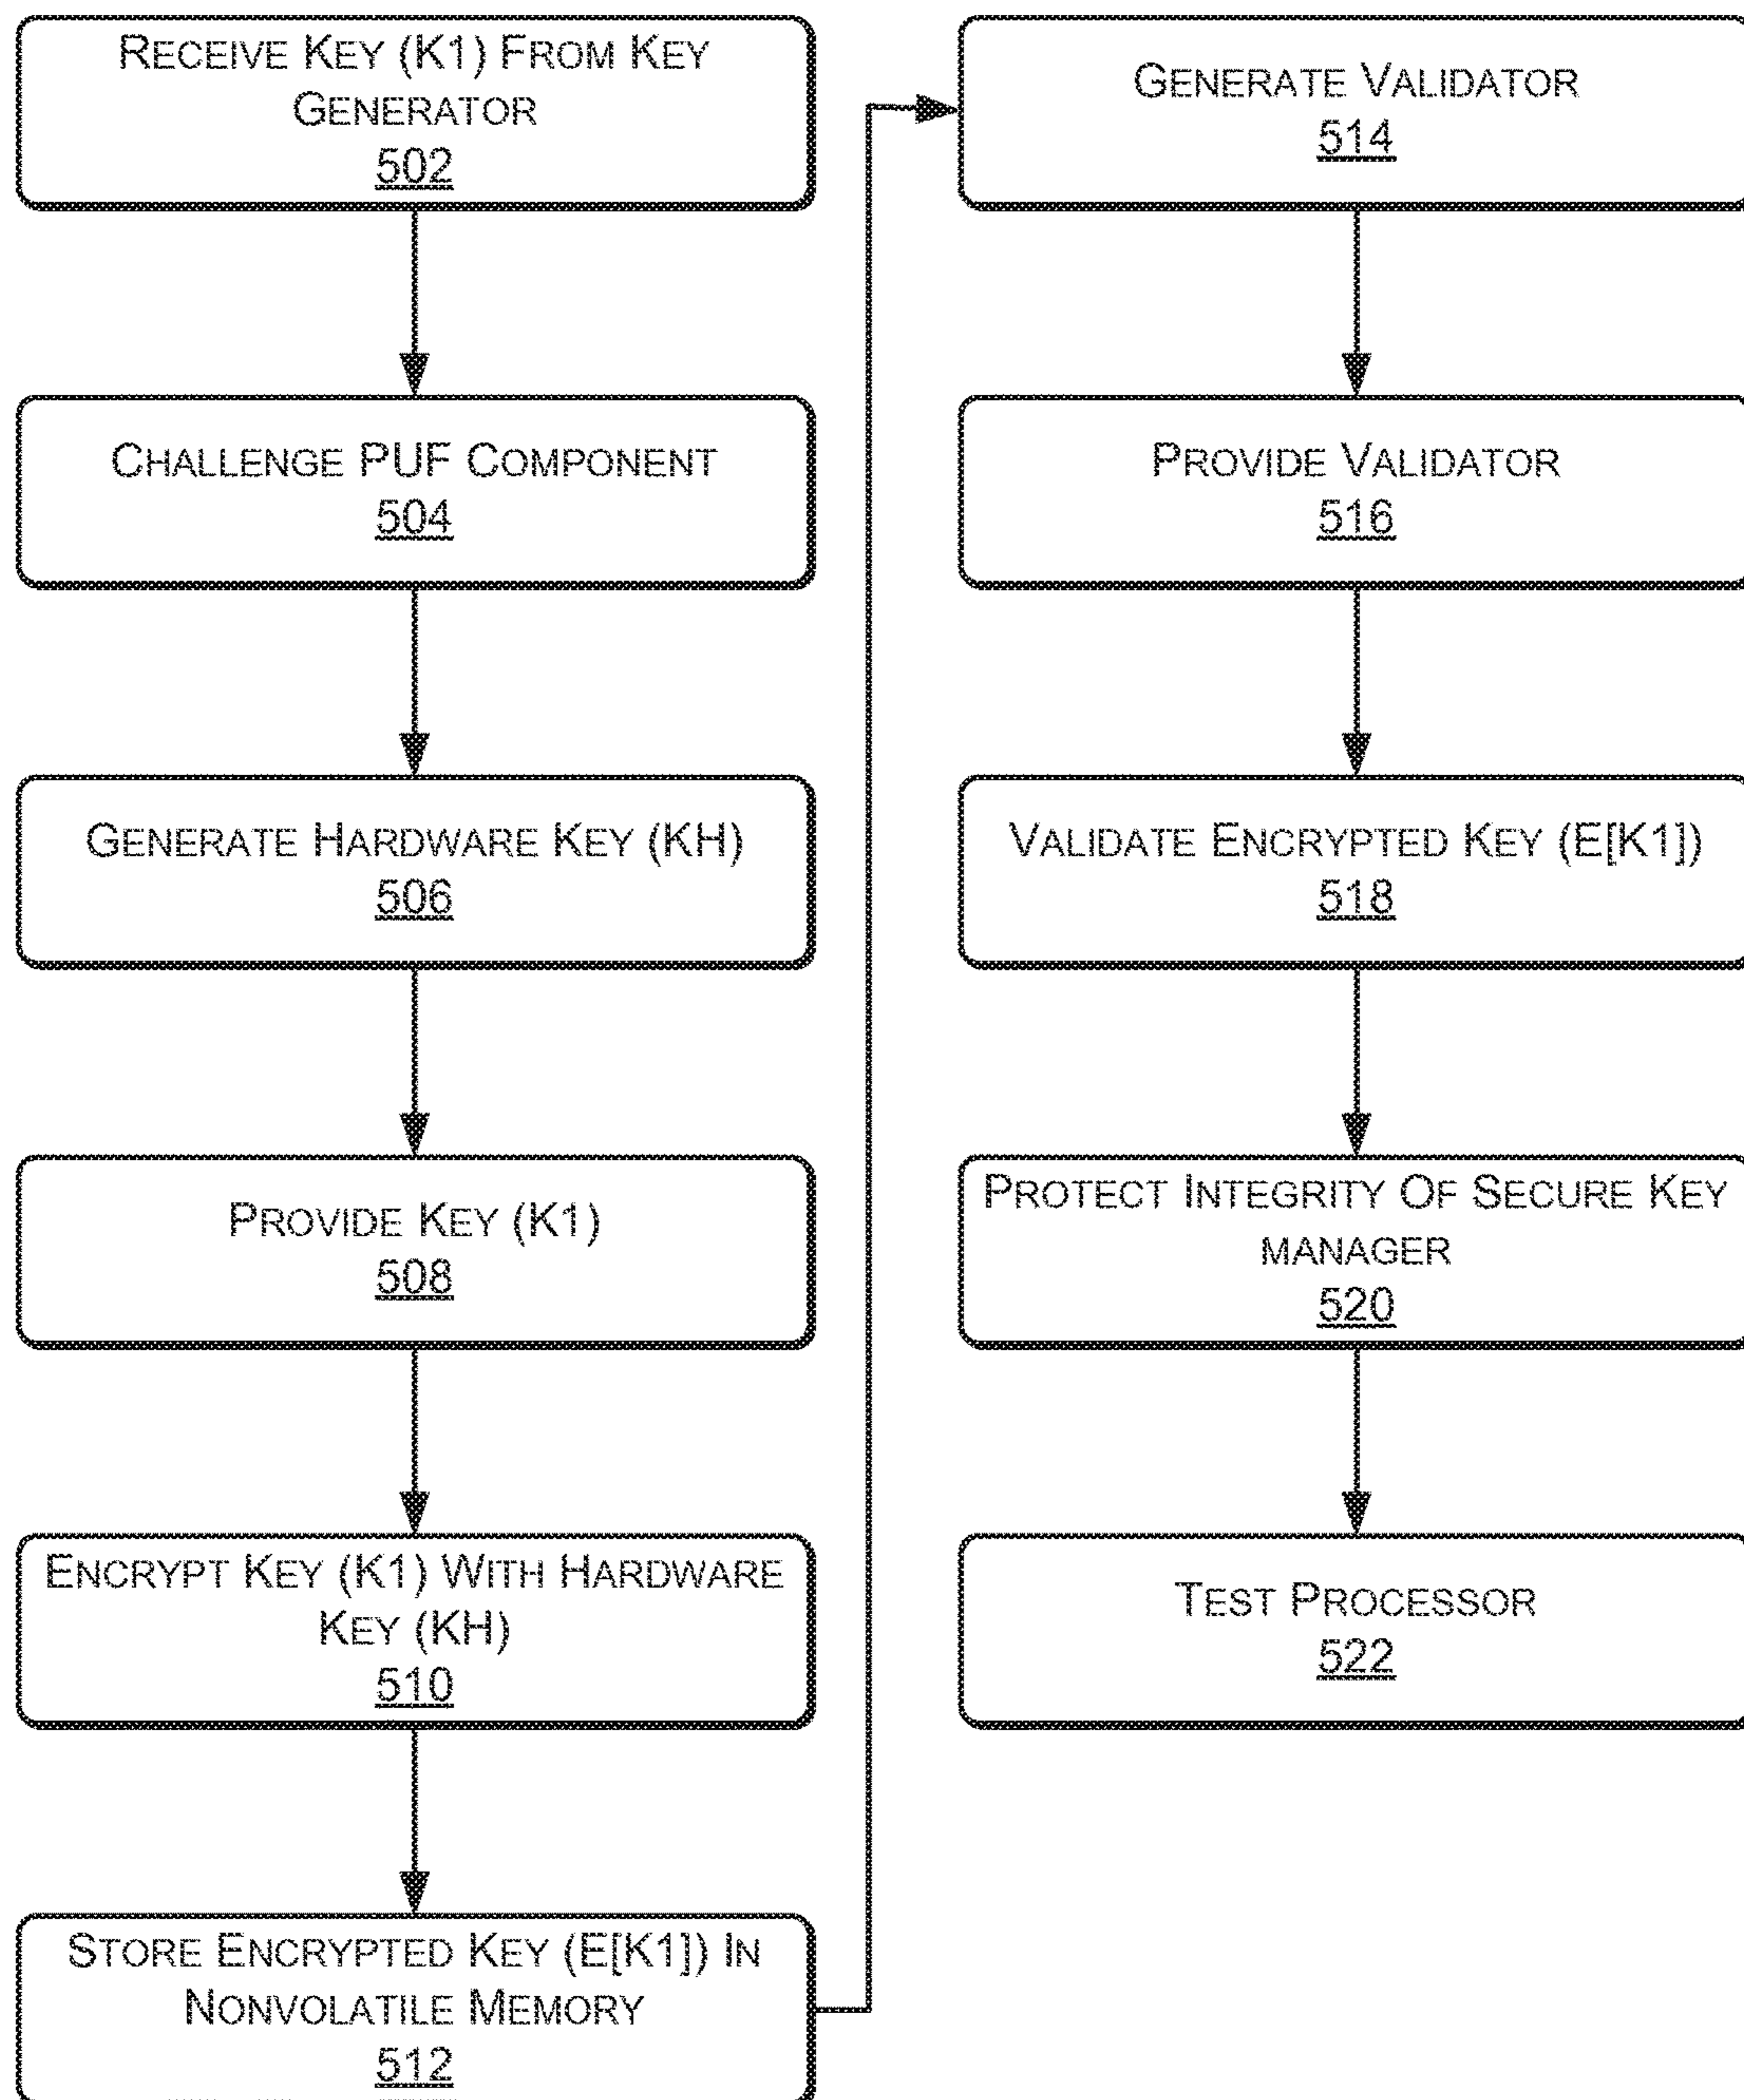 RECEIVE KEY (K1) FROM KEY
GENERATOR
502
CHALLENGE PUF COMPONENT
504
GENERATE HARDWARE KEY (KH)
506
PROVIDE KEY (K1)
508
ENCRYPT KEY (K1) WITH HARDWARE
KEY (KH)
510
STORE ENCRYPTED KEY (E[K1]) IN
NONVOLATILE MEMORY
512
GENERATE VALIDATOR
514
PROVIDE VALIDATOR
516
VALIDATE ENCRYPTED KEY (E[K1])
518
PROTECT INTEGRITY OF SECURE KEY
MANAGER
520
TEST PROCESSOR
522